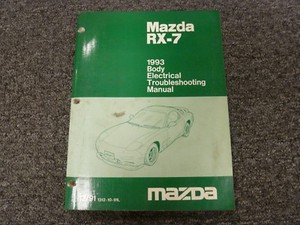 Mazda
RX-7
1993
Body
Electrical
Troubleshooting
Manual
mazda